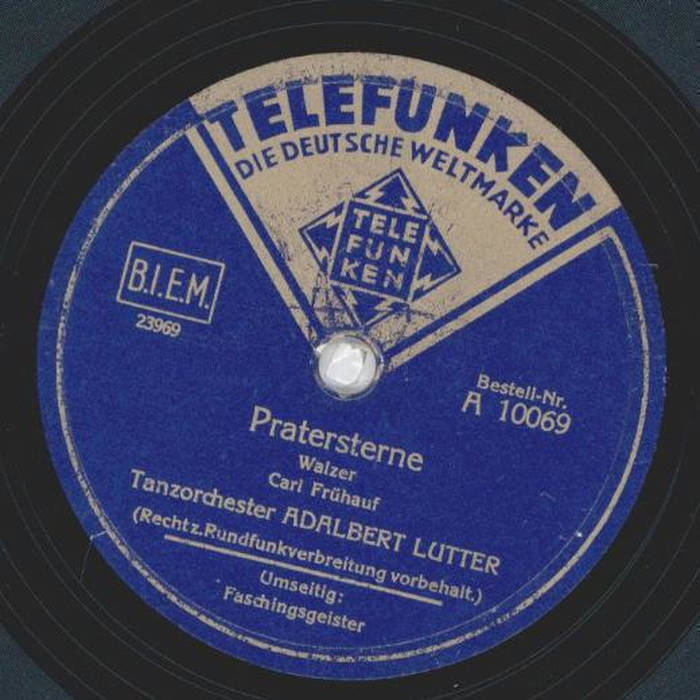 TELEFUNKEN
DIE DEUTSCHE WELTMARKE
TELE
FUN
KEN
B.I.E.M.
23969
Bestell-Nr.
A 10069
Pratersterne
Walzer
Carl Frühauf
Tanzorchester ADALBERT LUTTER
(Recht z.Rundfunkverbreitung vorbehalt.)
Umseitig:
Faschingsgeister